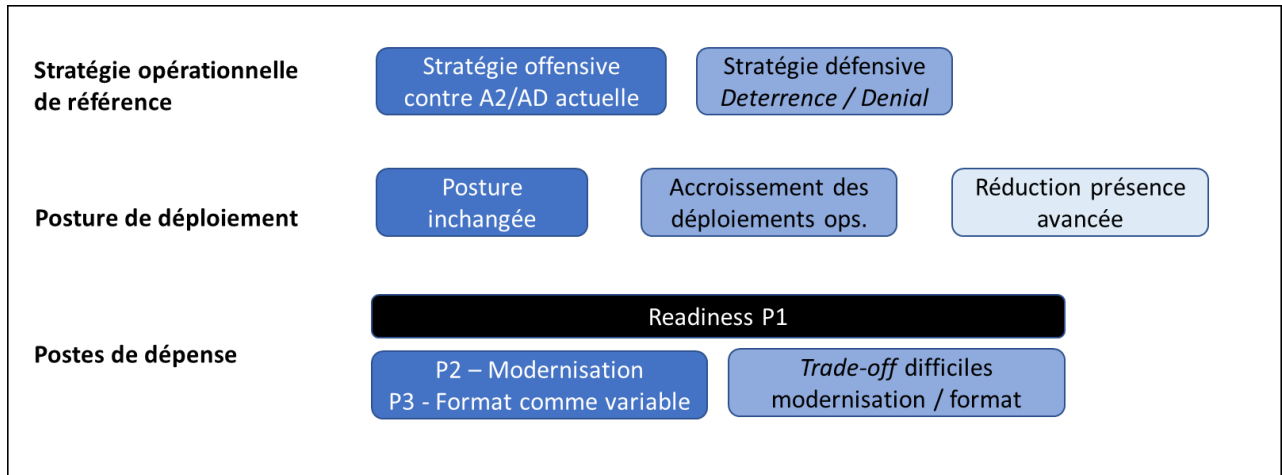 Stratégie opérationnelle
de référence
Stratégie offensive
contre A2/AD actuelle
Stratégie défensive
Deterrence / Denial
Posture de déploiement
Posture
inchangée
Accroissement des
déploiements ops.
Réduction présence
avancée
Postes de dépense
Readiness P1
P2 – Modernisation
P3 - Format comme variable
Trade-off difficiles
modernisation / format